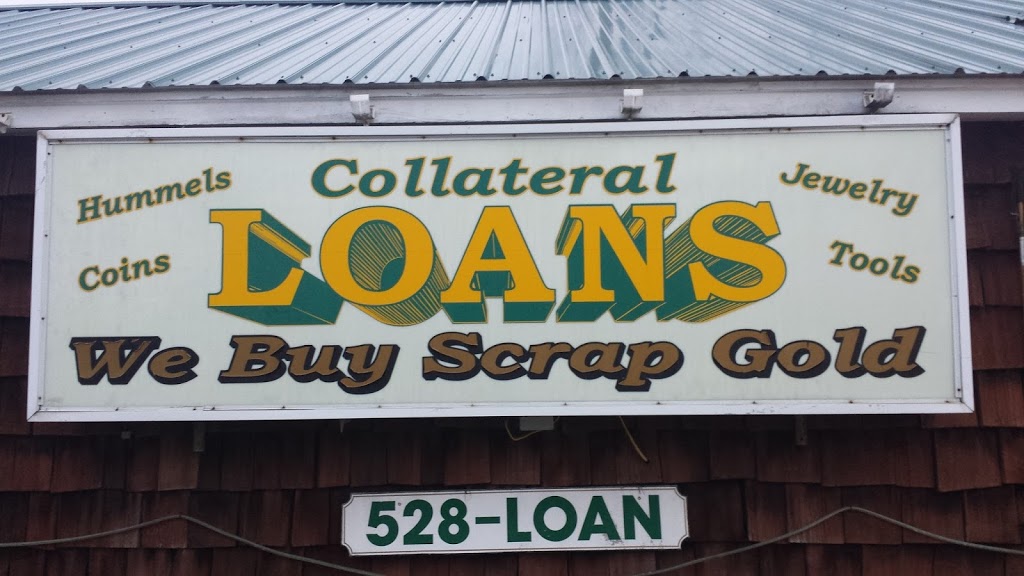 Collateral
Hummels
Jewelry
LOANS
Coins
Tools
We Buy Scrap Gold
528-LOAN